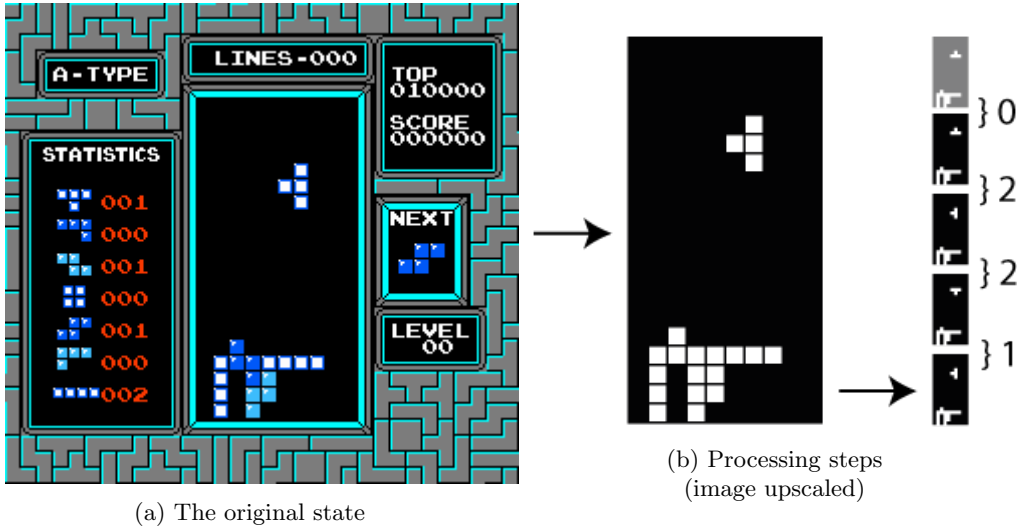 LINES-000
A-TYPE
TOP
010000
SCORE
000000
STATISTICS
001
000
001
000
001
000
002
NEXT
LEVEL
00
} 0
} 2
} 2
} 1
(a) The original state
(b) Processing steps
(image upscaled)